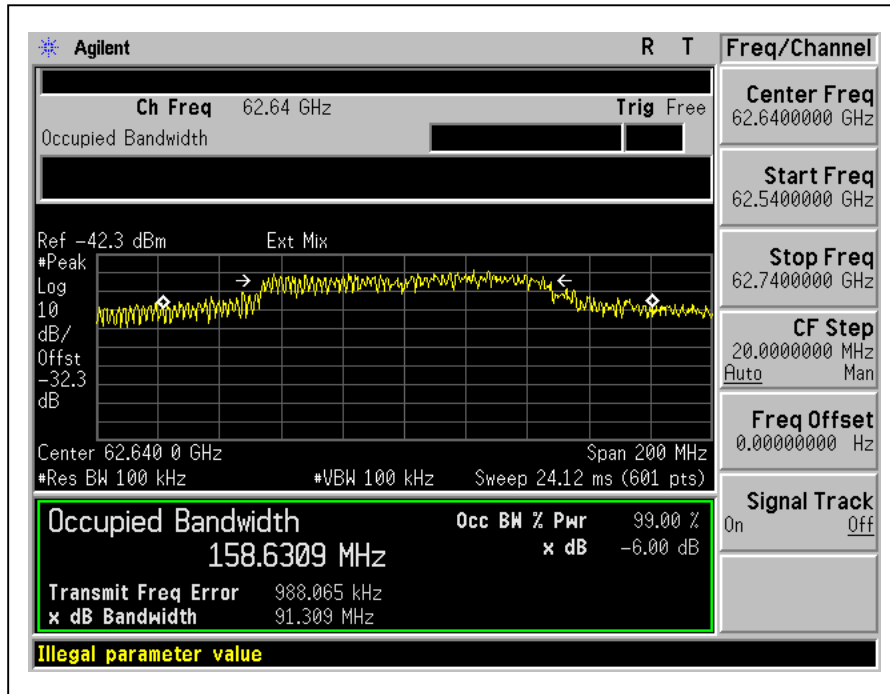 Agilent R T Freq/Channel
Ch Freq 62.64 GHz Trig Free
Occupied Bandwidth
Center Freq
62.6400000 GHz
Start Freq
62.5400000 GHz
Stop Freq
62.7400000 GHz
CF Step
20.0000000 MHz
Auto Man
Freq Offset
0.00000000 Hz
Signal Track
On Off
Ref -42.3 dBm Ext Mix
#Peak
Log
10
dB/
Offst
-32.3
dB
Center 62.640 0 GHz Span 200 MHz
#Res BW 100 kHz #VBW 100 kHz Sweep 24.12 ms (601 pts)
Occupied Bandwidth Occ BW % Pwr 99.00 %
158.6309 MHz x dB -6.00 dB
Transmit Freq Error 988.065 kHz
x dB Bandwidth 91.309 MHz
Illegal parameter value